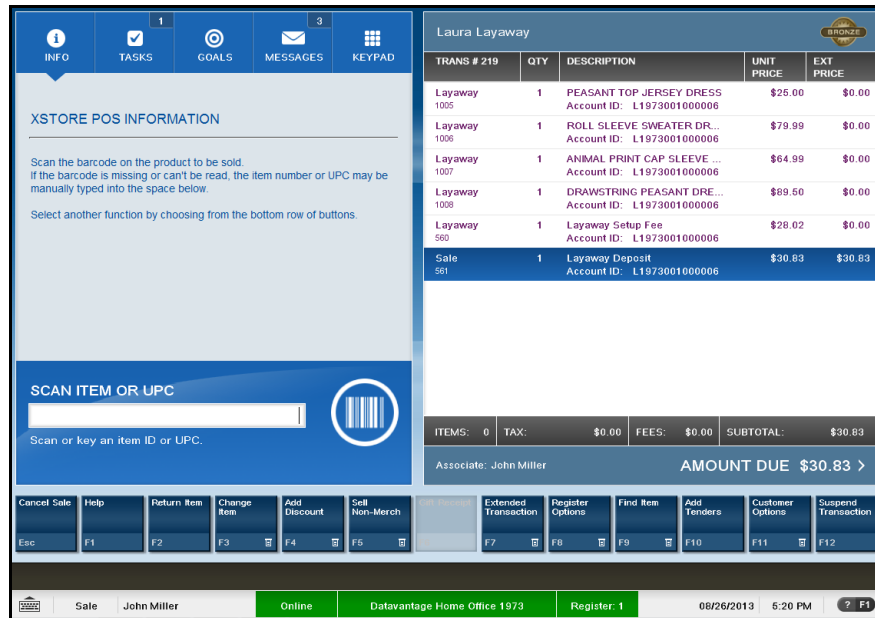 1
3
INFO TASKS GOALS MESSAGES KEYPAD
XSTORE POS INFORMATION
Scan the barcode on the product to be sold.
If the barcode is missing or can't be read, the item number or UPC may be
manually typed into the space below.
Select another function by choosing from the bottom row of buttons.
SCAN ITEM OR UPC
Scan or key an item ID or UPC.
Laura Layaway BRONZE
TRANS # 219 QTY DESCRIPTION UNIT PRICE EXT PRICE
Layaway 1 PEASANT TOP JERSEY DRESS $25.00 $0.00
1005 Account ID: L1973001000006
Layaway 1 ROLL SLEEVE SWEATER DR... $79.99 $0.00
1006 Account ID: L1973001000006
Layaway 1 ANIMAL PRINT CAP SLEEVE ... $64.99 $0.00
1007 Account ID: L1973001000006
Layaway 1 DRAWSTRING PEASANT DRE... $89.50 $0.00
1008 Account ID: L1973001000006
Layaway 1 Layaway Setup Fee $28.02 $0.00
560 Account ID: L1973001000006
Sale 1 Layaway Deposit $30.83 $30.83
561 Account ID: L1973001000006
ITEMS: 0 TAX: $0.00 FEES: $0.00 SUBTOTAL: $30.83
Associate: John Miller AMOUNT DUE $30.83 >
Cancel Sale Help Return Item Change Item Add Discount Sell Non-Merch Extended Transaction Register Options Find Item Add Tenders Customer Options Suspend Transaction
Esc F1 F2 F3 F4 F5 F7 F8 F9 F10 F11 F12
Sale John Miller Online Datavantage Home Office 1973 Register: 1 08/26/2013 5:20 PM ? F1